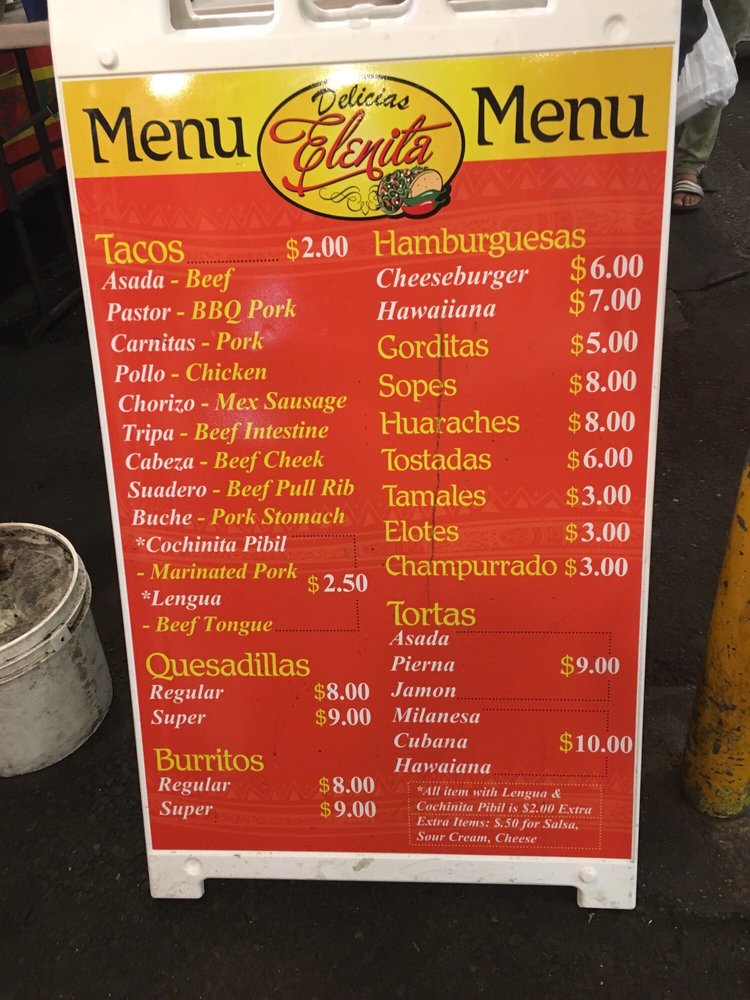 Menu
Delicias
Elenita
Menu
Tacos $2.00
Asada - Beef
Pastor - BBQ Pork
Carnitas - Pork
Pollo - Chicken
Chorizo - Mex Sausage
Tripa - Beef Intestine
Cabeza - Beef Cheek
Suadero - Beef Pull Rib
Buche - Pork Stomach
*Cochinita Pibil
- Marinated Pork
$2.50
*Lengua
- Beef Tongue
Quesadillas
Regular $8.00
Super $9.00
Burritos
Regular $8.00
Super $9.00
Hamburguesas
Cheeseburger $6.00
Hawaiiana $7.00
Gorditas $5.00
Sopes $8.00
Huaraches $8.00
Tostadas $6.00
Tamales $3.00
Elotes $3.00
Champurrado $3.00
Tortas
Asada
Pierna $9.00
Jamon
Milanesa
Cubana $10.00
Hawaiana
*All item with Lengua &
Cochinita Pibil is $2.00 Extra
Extra Items: $.50 for Salsa,
Sour Cream, Cheese